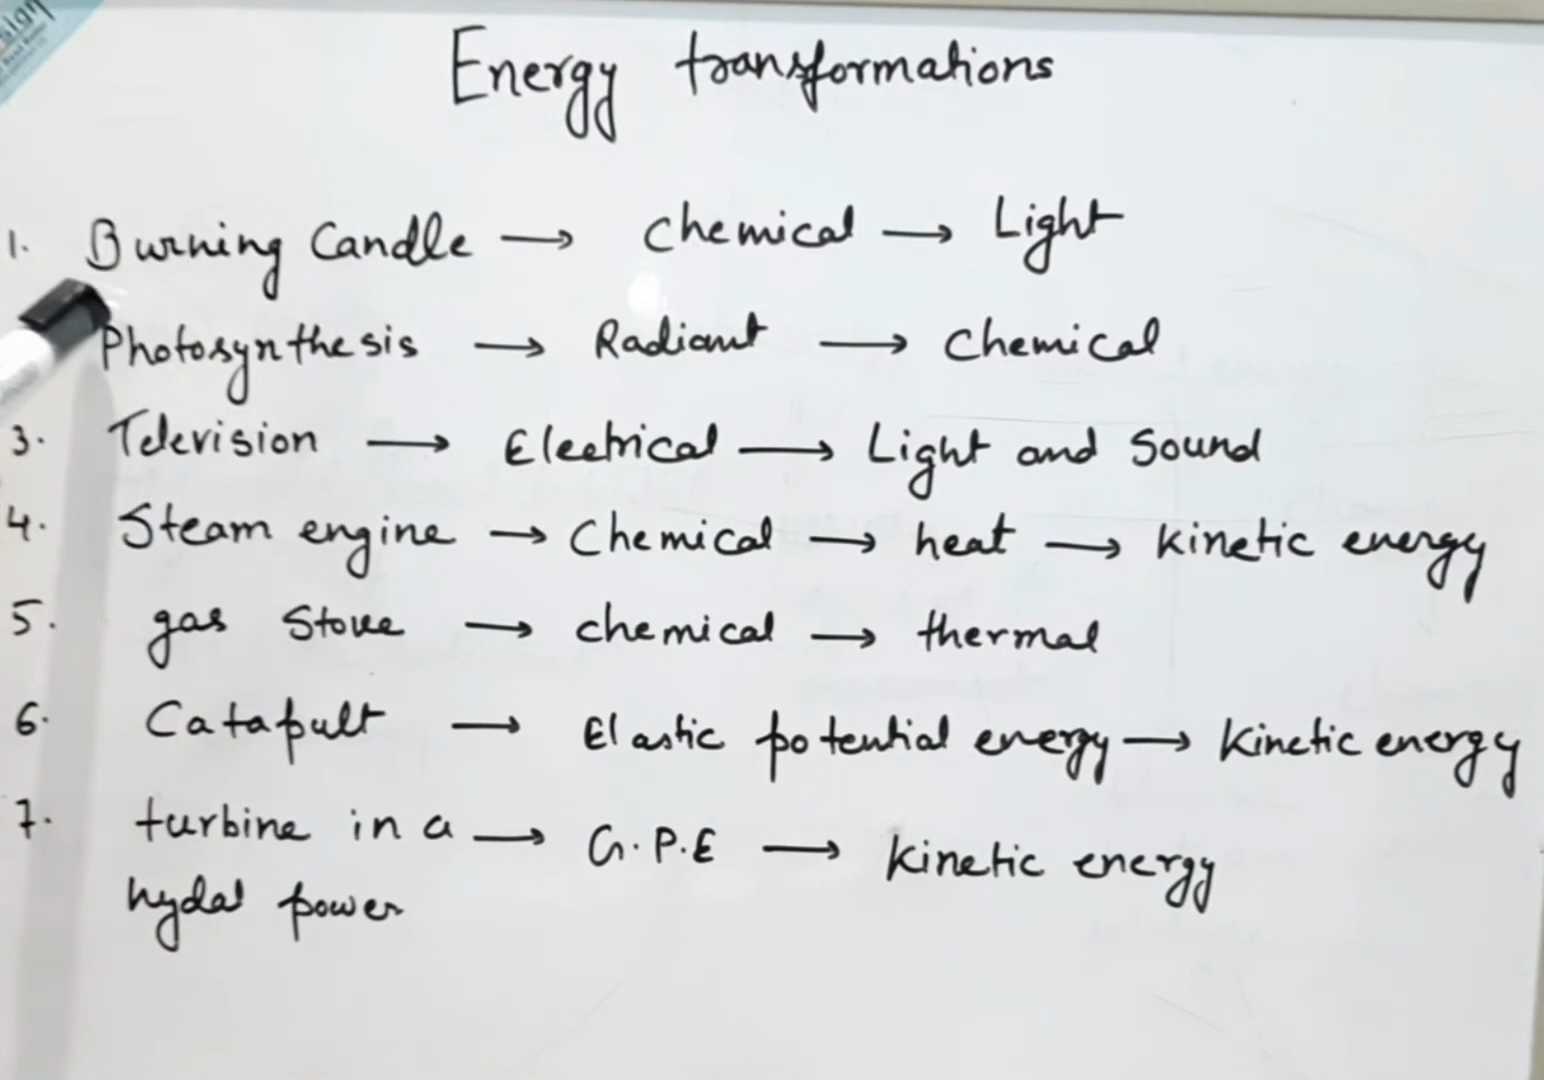 Energy transformations
1. Burning Candle → Chemical → Light
Photosynthesis → Radiant → Chemical
3. Television → Electrical → Light and Sound
4. Steam engine → Chemical → heat → kinetic energy
5. gas Stove → chemical → thermal
6. Catapult → Elastic potential energy → Kinetic energy
7. turbine in a → G.P.E → kinetic energy
hydal power